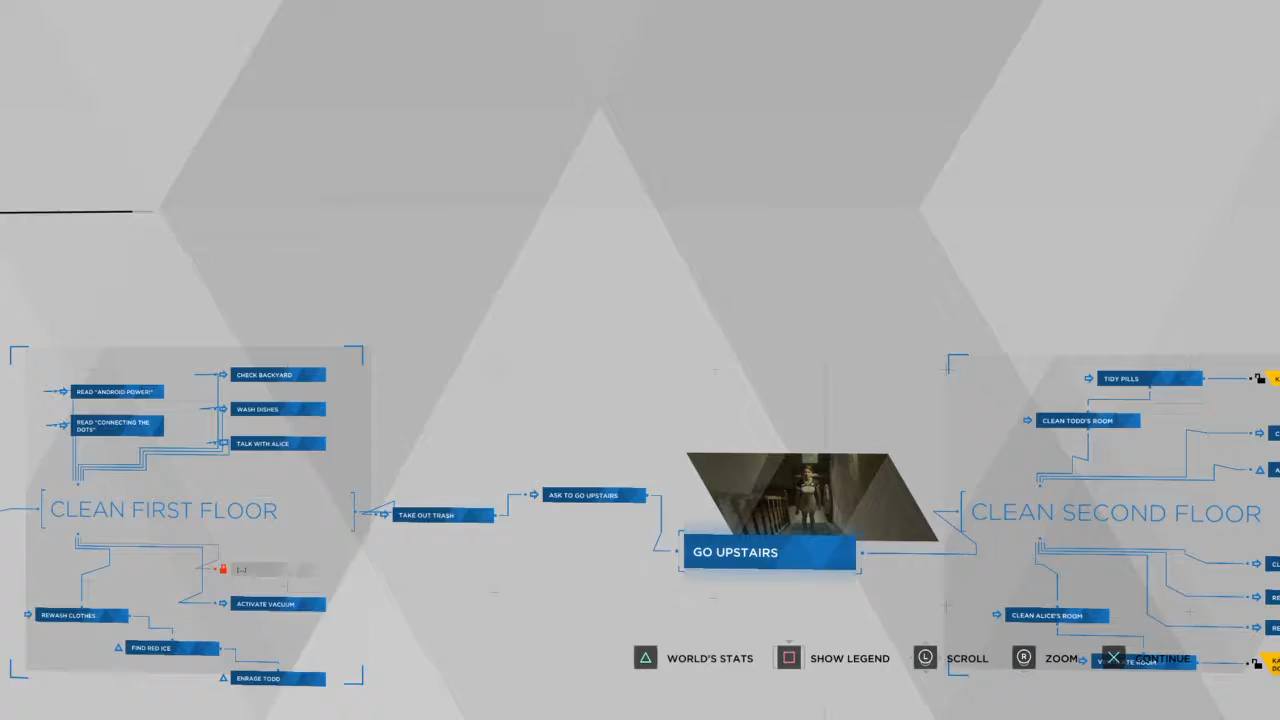 READ "ANDROID POWER!"
CHECK BACKYARD
READ "CONNECTING THE
DOTS"
WASH DISHES
TALK WITH ALICE
CLEAN FIRST FLOOR
[...]
ACTIVATE VACUUM
REWASH CLOTHES
FIND RED ICE
ENRAGE TODD
TAKE OUT TRASH
ASK TO GO UPSTAIRS
GO UPSTAIRS
TIDY PILLS
CLEAN TODD'S ROOM
CLEAN SECOND FLOOR
CLEAN ALICE'S ROOM
WORLD'S STATS
SHOW LEGEND
L
SCROLL
R
ZOOM
CONTINUE